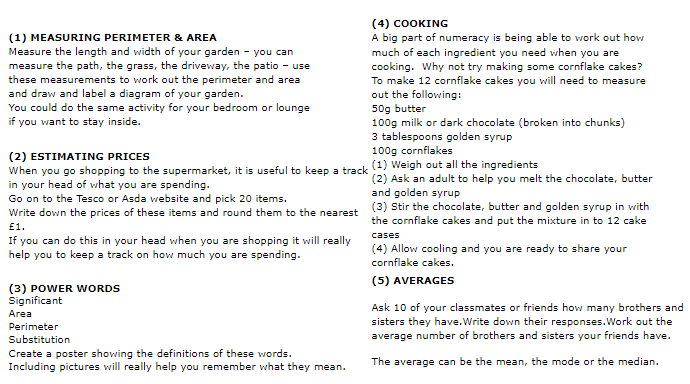 (1) MEASURING PERIMETER & AREA
Measure the length and width of your garden – you can
measure the path, the grass, the driveway, the patio – use
these measurements to work out the perimeter and area
and draw and label a diagram of your garden.
You could do the same activity for your bedroom or lounge
if you want to stay inside.
(2) ESTIMATING PRICES
When you go shopping to the supermarket, it is useful to keep a track
in your head of what you are spending.
Go on to the Tesco or Asda website and pick 20 items.
Write down the prices of these items and round them to the nearest
£1.
If you can do this in your head when you are shopping it will really
help you to keep a track on how much you are spending.
(3) POWER WORDS
Significant
Area
Perimeter
Substitution
Create a poster showing the definitions of these words.
Including pictures will really help you remember what they mean.
(4) COOKING
A big part of numeracy is being able to work out how
much of each ingredient you need when you are
cooking.  Why not try making some cornflake cakes?
To make 12 cornflake cakes you will need to measure
out the following:
50g butter
100g milk or dark chocolate (broken into chunks)
3 tablespoons golden syrup
100g cornflakes
(1) Weigh out all the ingredients
(2) Ask an adult to help you melt the chocolate, butter
and golden syrup
(3) Stir the chocolate, butter and golden syrup in with
the cornflake cakes and put the mixture in to 12 cake
cases
(4) Allow cooling and you are ready to share your
cornflake cakes.
(5) AVERAGES
Ask 10 of your classmates or friends how many brothers and
sisters they have.Write down their responses.Work out the
average number of brothers and sisters your friends have.
The average can be the mean, the mode or the median.